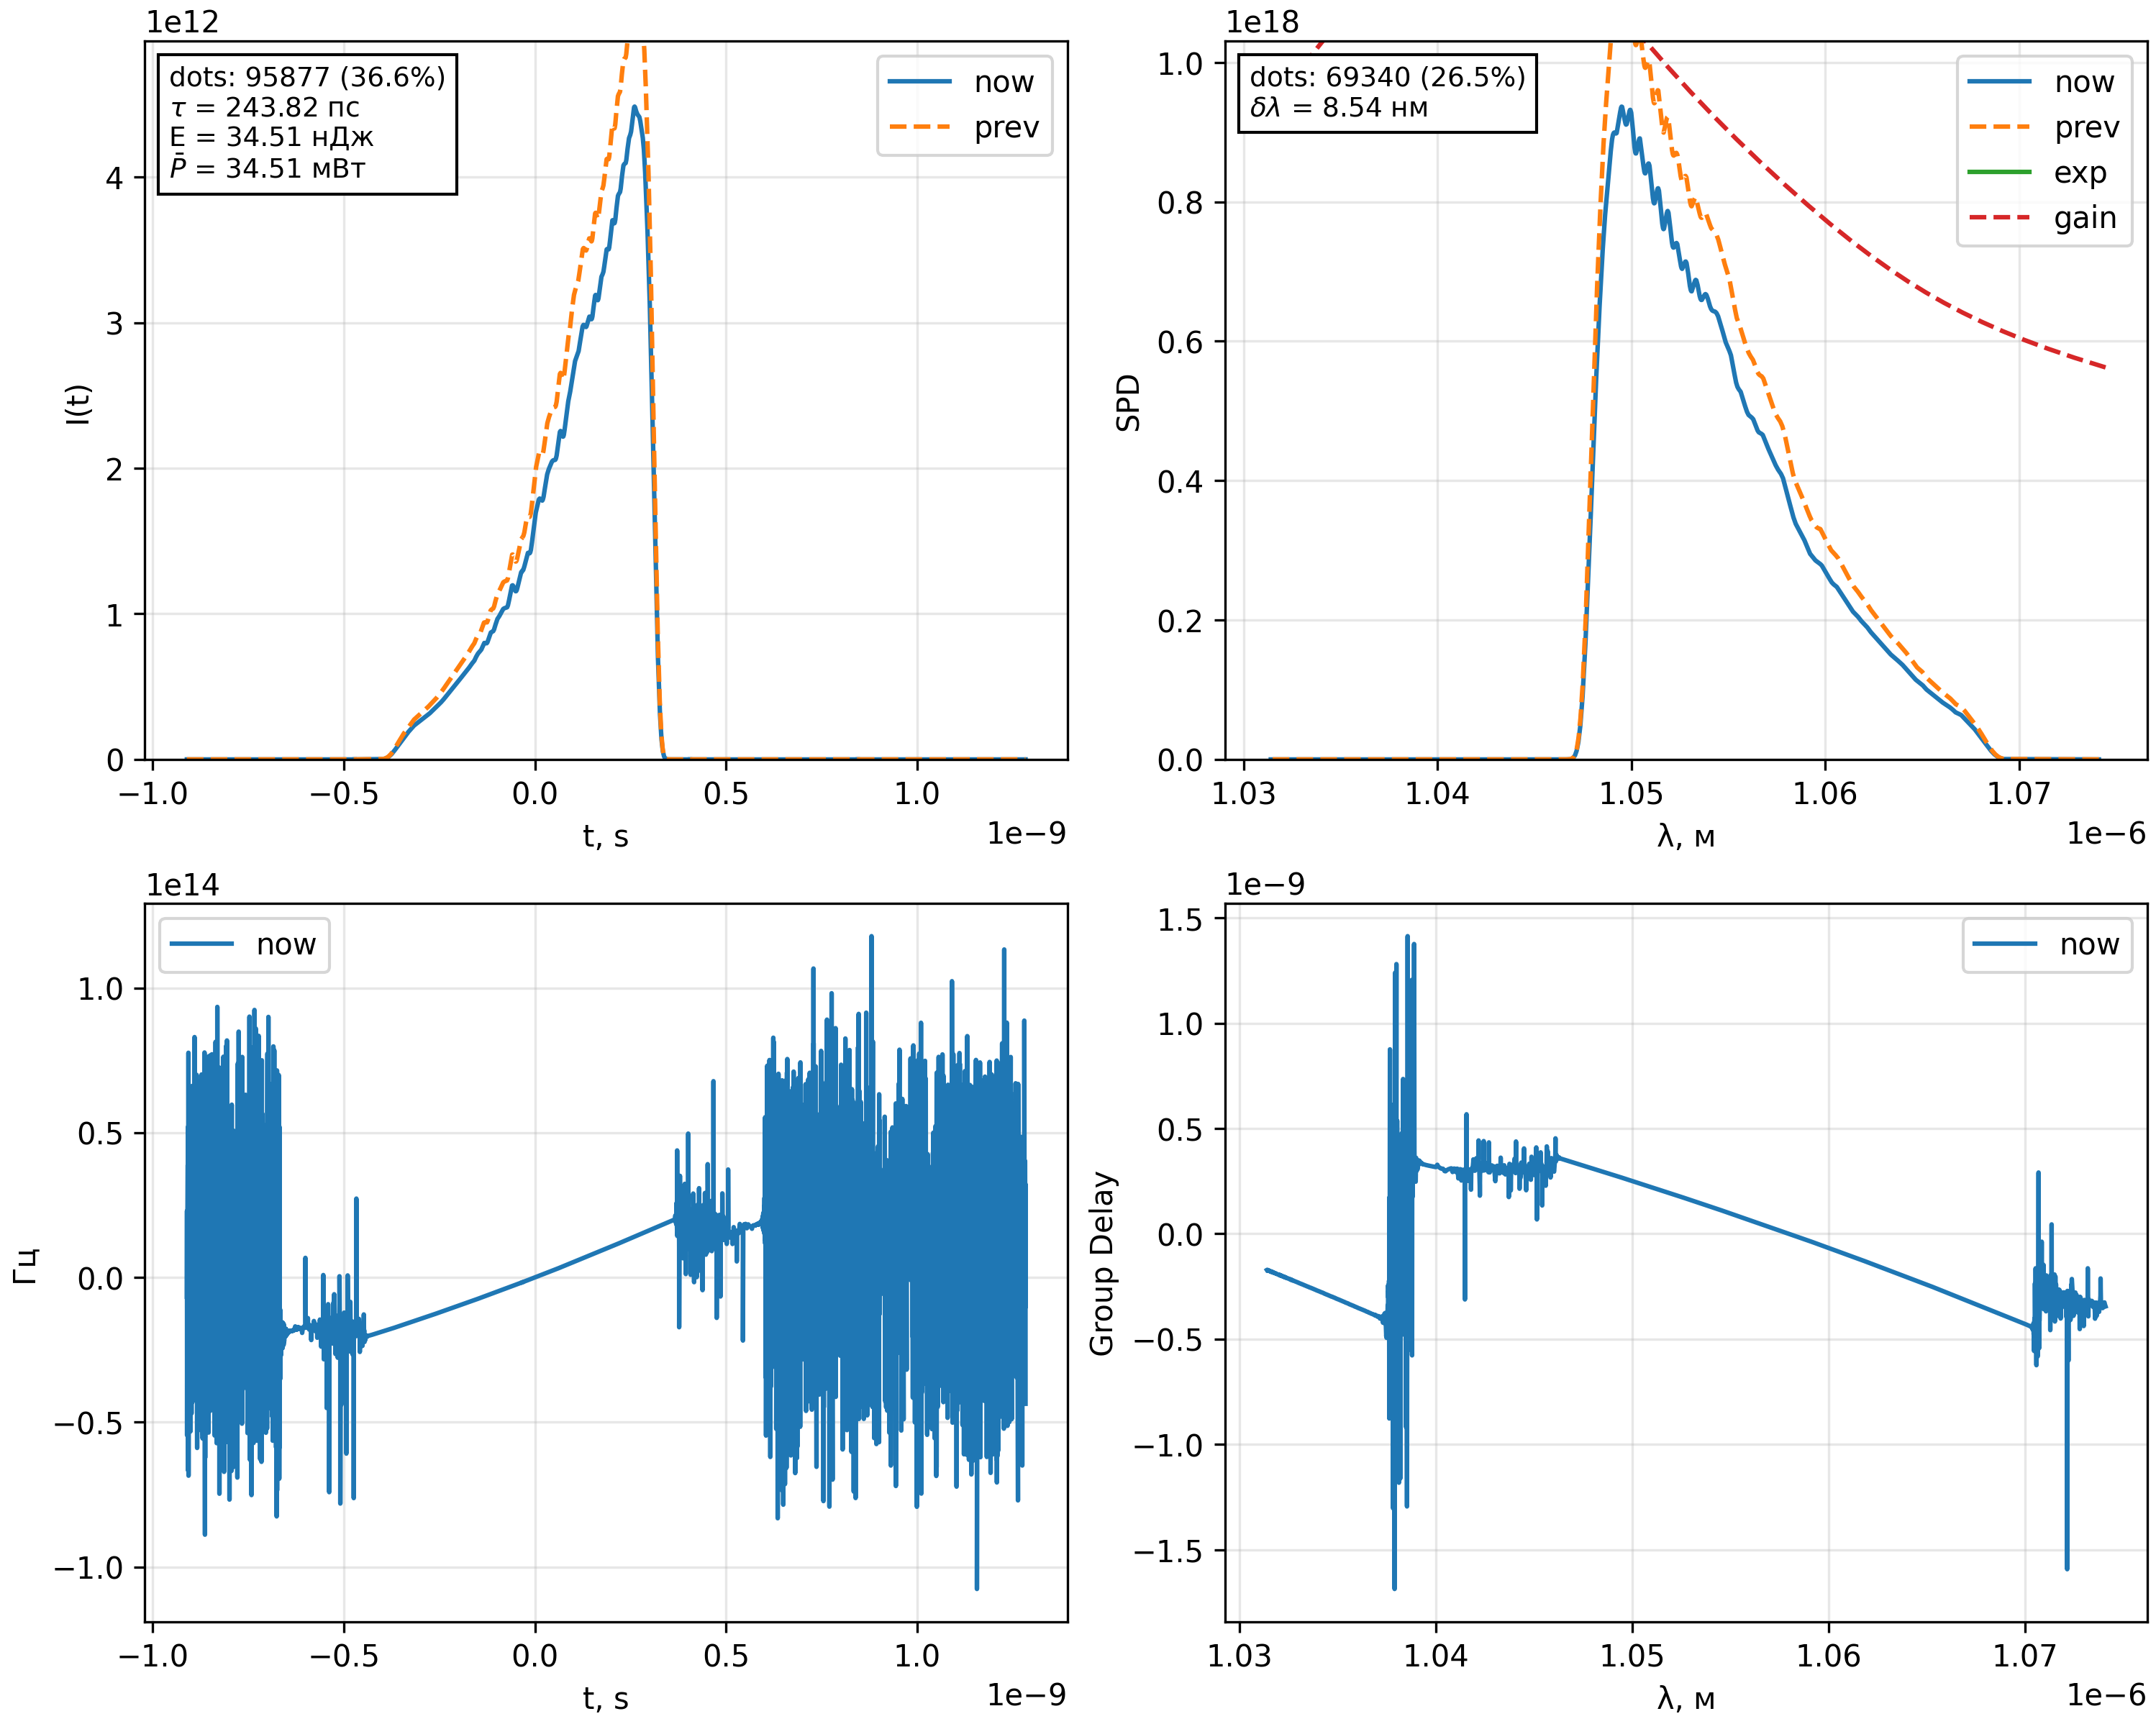 1e12
dots: 95877 (36.6%)
τ = 243.82 пс
E = 34.51 нДж
P̄ = 34.51 мВт
now
prev
4
3
2
1
0
I(t)
−1.0 −0.5 0.0 0.5 1.0
t, s
1e−9
1e18
dots: 69340 (26.5%)
δλ = 8.54 нм
now
prev
exp
gain
1.0
0.8
0.6
0.4
0.2
0.0
SPD
1.03 1.04 1.05 1.06 1.07
λ, м
1e−6
1e14
now
1.0
0.5
0.0
−0.5
−1.0
Гц
−1.0 −0.5 0.0 0.5 1.0
t, s
1e−9
1e−9
now
1.5
1.0
0.5
0.0
−0.5
−1.0
−1.5
Group Delay
1.03 1.04 1.05 1.06 1.07
λ, м
1e−6